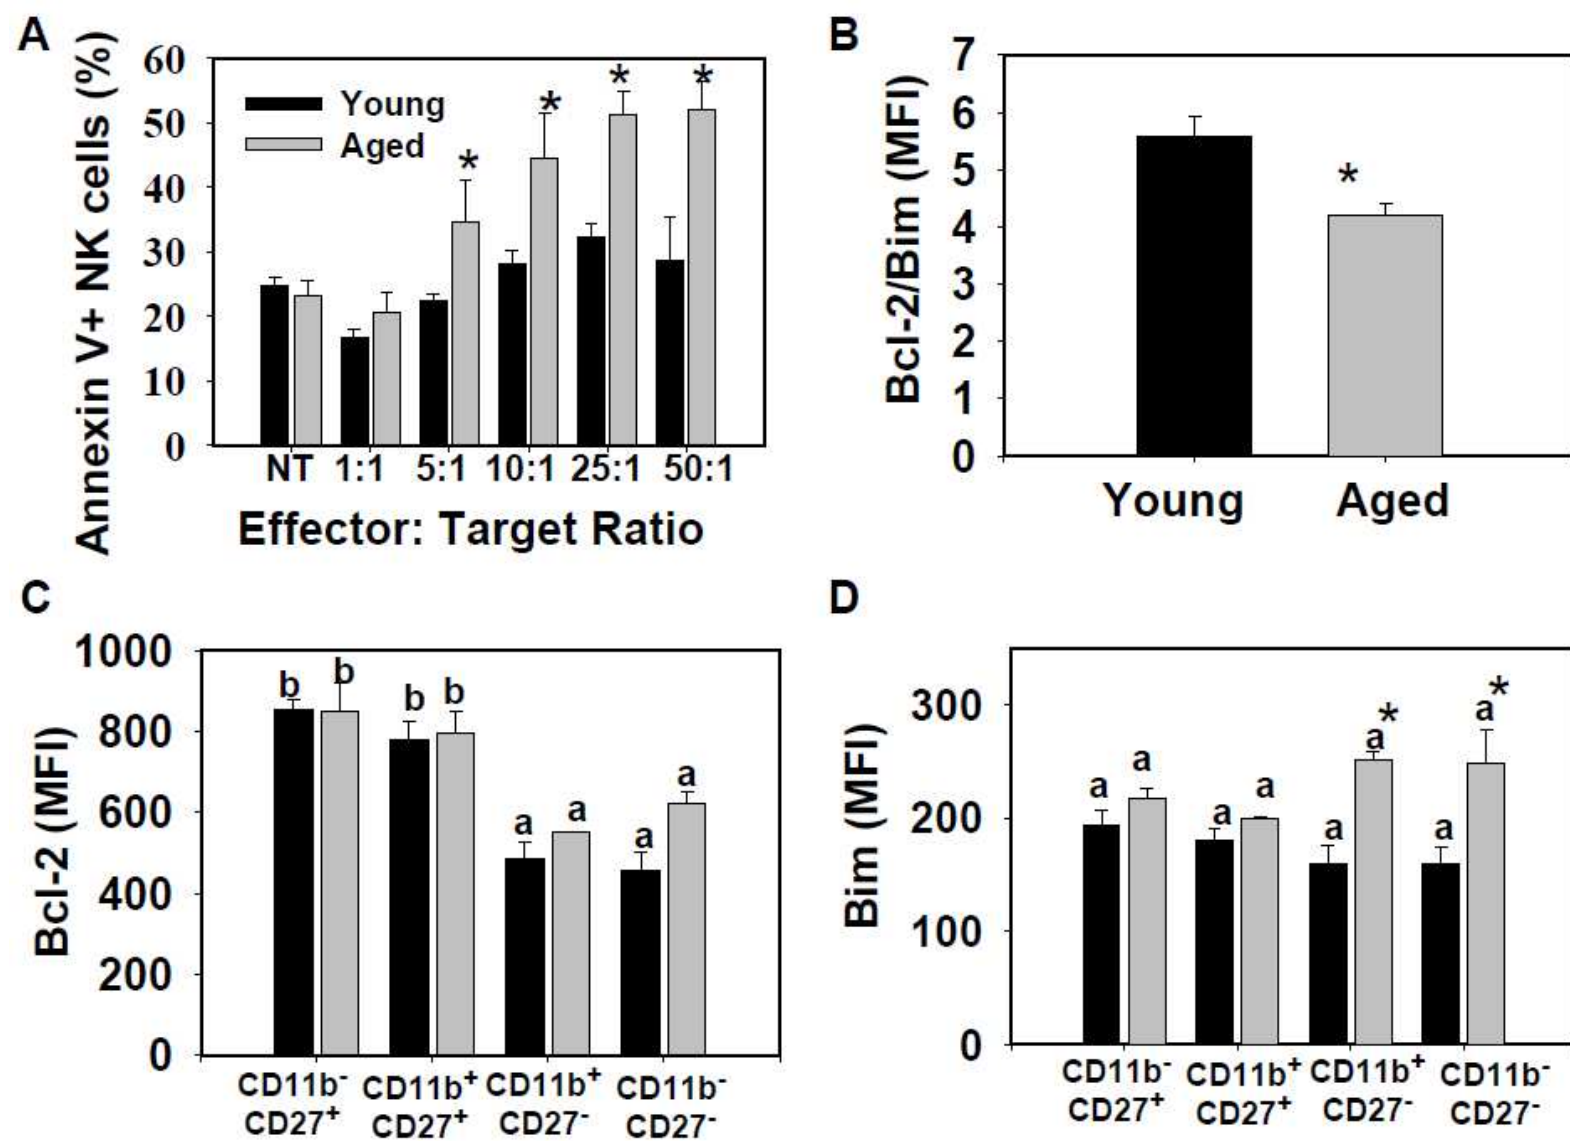 A
Annexin V+ NK cells (%)
60
50
40
30
20
10
0
Young
Aged
*
*
*
*
NT 1:1 5:1 10:1 25:1 50:1
Effector: Target Ratio
B
Bcl-2/Bim (MFI)
7
6
5
4
3
2
1
0
*
Young Aged
C
Bcl-2 (MFI)
1000
800
600
400
200
0
b b b b a a a a
CD11b⁻ CD11b⁺ CD11b⁺ CD11b⁻
CD27⁺ CD27⁺ CD27⁻ CD27⁻
D
Bim (MFI)
300
200
100
0
a a a a a a* a a*
CD11b⁻ CD11b⁺ CD11b⁺ CD11b⁻
CD27⁺ CD27⁺ CD27⁻ CD27⁻